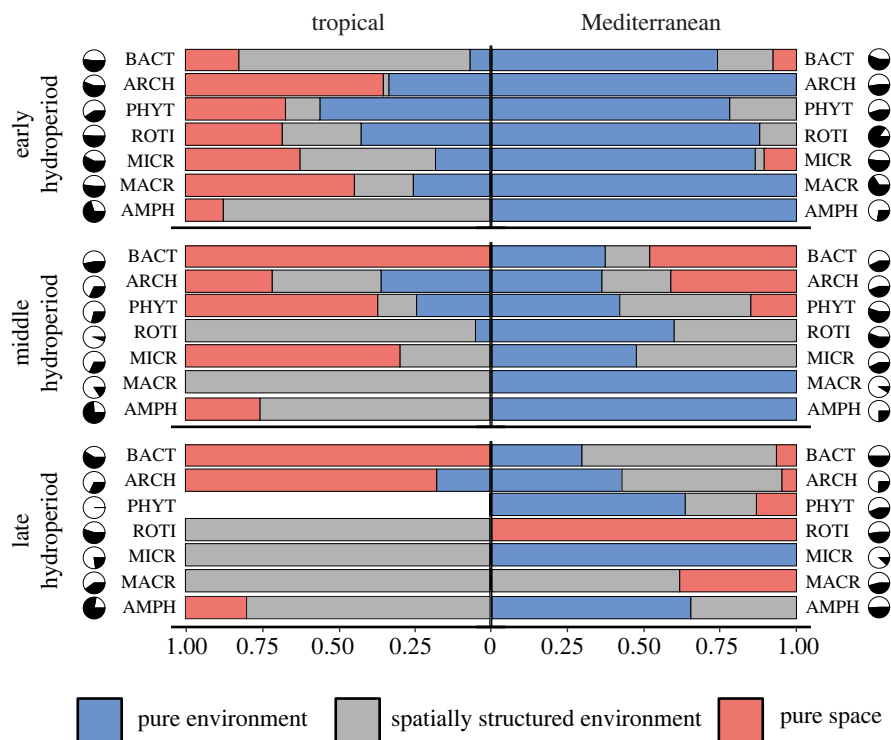 tropical Mediterranean
early hydroperiod
BACT BACT
ARCH ARCH
PHYT PHYT
ROTI ROTI
MICR MICR
MACR MACR
AMPH AMPH
middle hydroperiod
BACT BACT
ARCH ARCH
PHYT PHYT
ROTI ROTI
MICR MICR
MACR MACR
AMPH AMPH
late hydroperiod
BACT BACT
ARCH ARCH
PHYT PHYT
ROTI ROTI
MICR MICR
MACR MACR
AMPH AMPH
1.00 0.75 0.50 0.25 0 0.25 0.50 0.75 1.00
pure environment spatially structured environment pure space